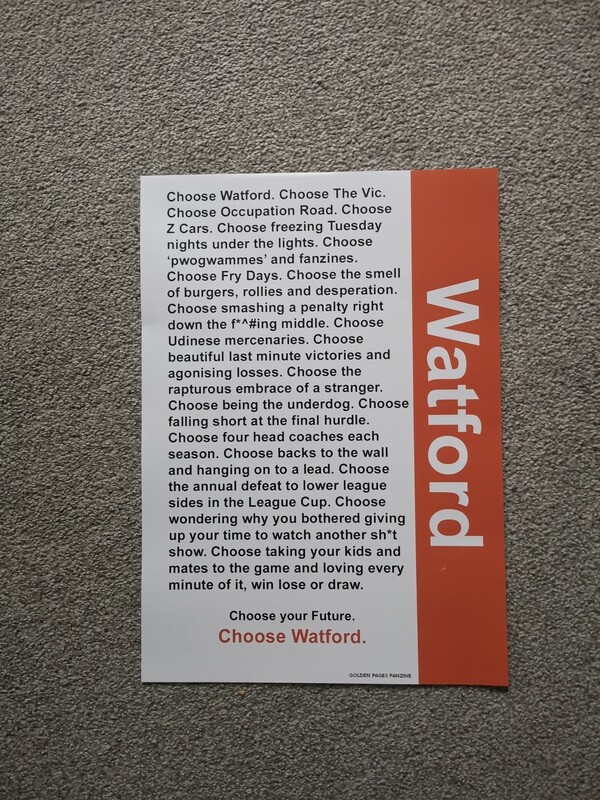 Choose Watford. Choose The Vic.
Choose Occupation Road. Choose
Z Cars. Choose freezing Tuesday
nights under the lights. Choose
‘pwogwammes’ and fanzines.
Choose Fry Days. Choose the smell
of burgers, rollies and desperation.
Choose smashing a penalty right
down the f*^#ing middle. Choose
Udinese mercenaries. Choose
beautiful last minute victories and
agonising losses. Choose the
rapturous embrace of a stranger.
Choose being the underdog. Choose
falling short at the final hurdle.
Choose four head coaches each
season. Choose backs to the wall
and hanging on to a lead. Choose
the annual defeat to lower league
sides in the League Cup. Choose
wondering why you bothered giving
up your time to watch another sh*t
show. Choose taking your kids and
mates to the game and loving every
minute of it, win lose or draw.
Choose your Future.
Choose Watford.
GOLDEN PAGES FANZINE
Watford